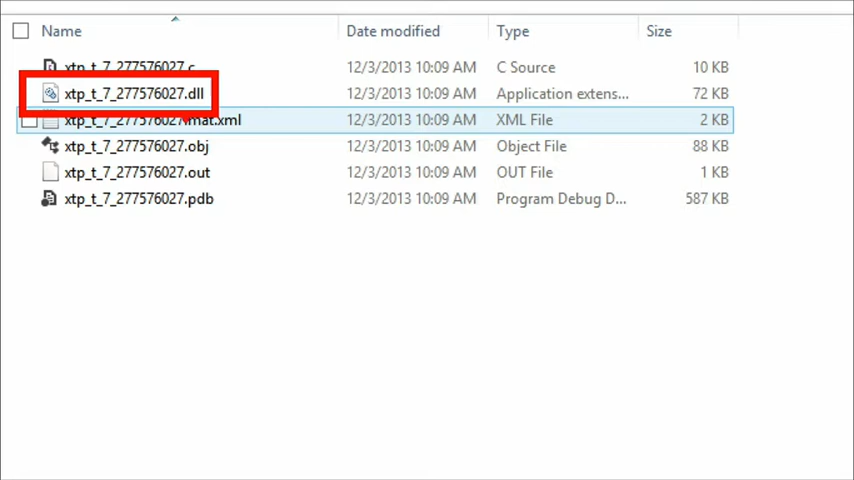 Name Date modified Type Size
xtp_t_7_277576027.c 12/3/2013 10:09 AM C Source 10 KB
xtp_t_7_277576027.dll 12/3/2013 10:09 AM Application extens... 72 KB
xtp_t_7_277576027.mat.xml 12/3/2013 10:09 AM XML File 2 KB
xtp_t_7_277576027.obj 12/3/2013 10:09 AM Object File 88 KB
xtp_t_7_277576027.out 12/3/2013 10:09 AM OUT File 1 KB
xtp_t_7_277576027.pdb 12/3/2013 10:09 AM Program Debug D... 587 KB